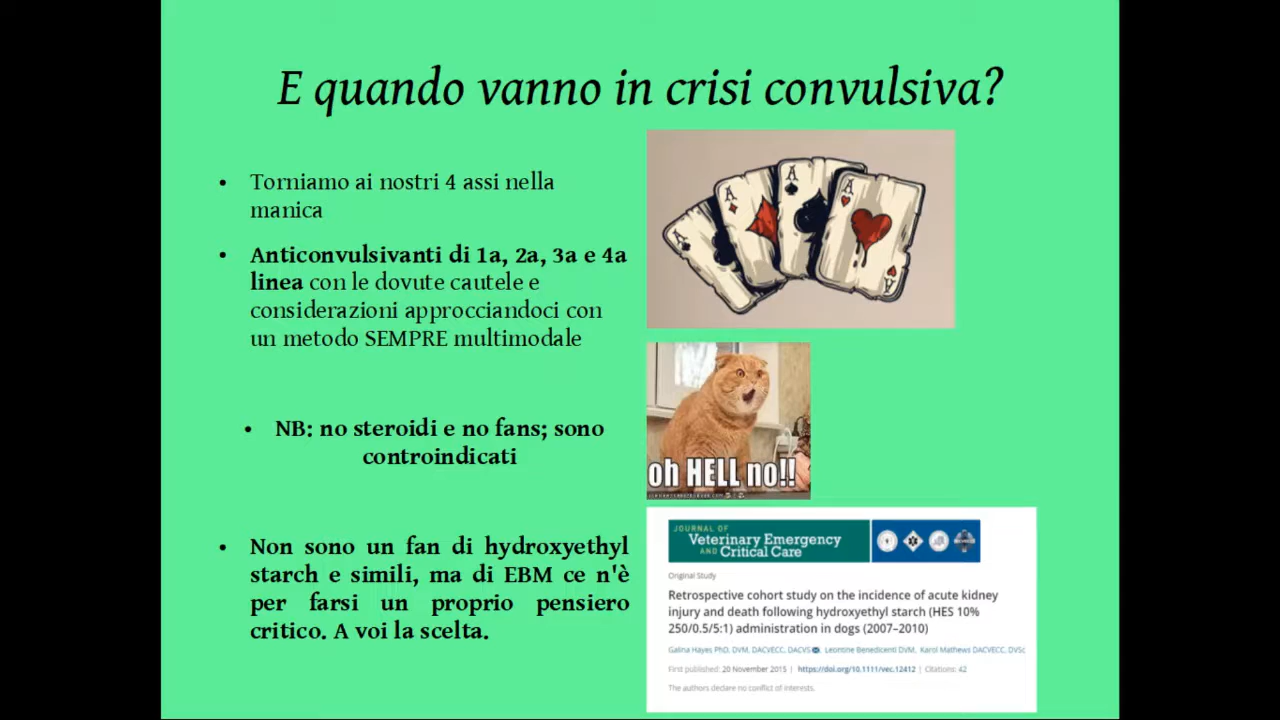 E quando vanno in crisi convulsiva?
• Torniamo ai nostri 4 assi nella
manica
• Anticonvulsivanti di 1a, 2a, 3a e 4a
linea con le dovute cautele e
considerazioni approcciandoci con
un metodo SEMPRE multimodale
• NB: no steroidi e no fans; sono
controindicati
• Non sono un fan di hydroxyethyl
starch e simili, ma di EBM ce n'è
per farsi un proprio pensiero
critico. A voi la scelta.
A
A
A
A
A
oh HELL no!!
JOURNAL OF
Veterinary Emergency
AND Critical Care
Original Study
Retrospective cohort study on the incidence of acute kidney
injury and death following hydroxyethyl starch (HES 10%
250/0.5/5:1) administration in dogs (2007–2010)
Galina Hayes PhD, DVM, DACVECC, DACVS, Leontine Benedicenti DVM, Karol Mathews DACVECC, DVSc
First published: 20 November 2015 | https://doi.org/10.1111/vec.12412 | Citations: 42
The authors declare no conflict of interests.